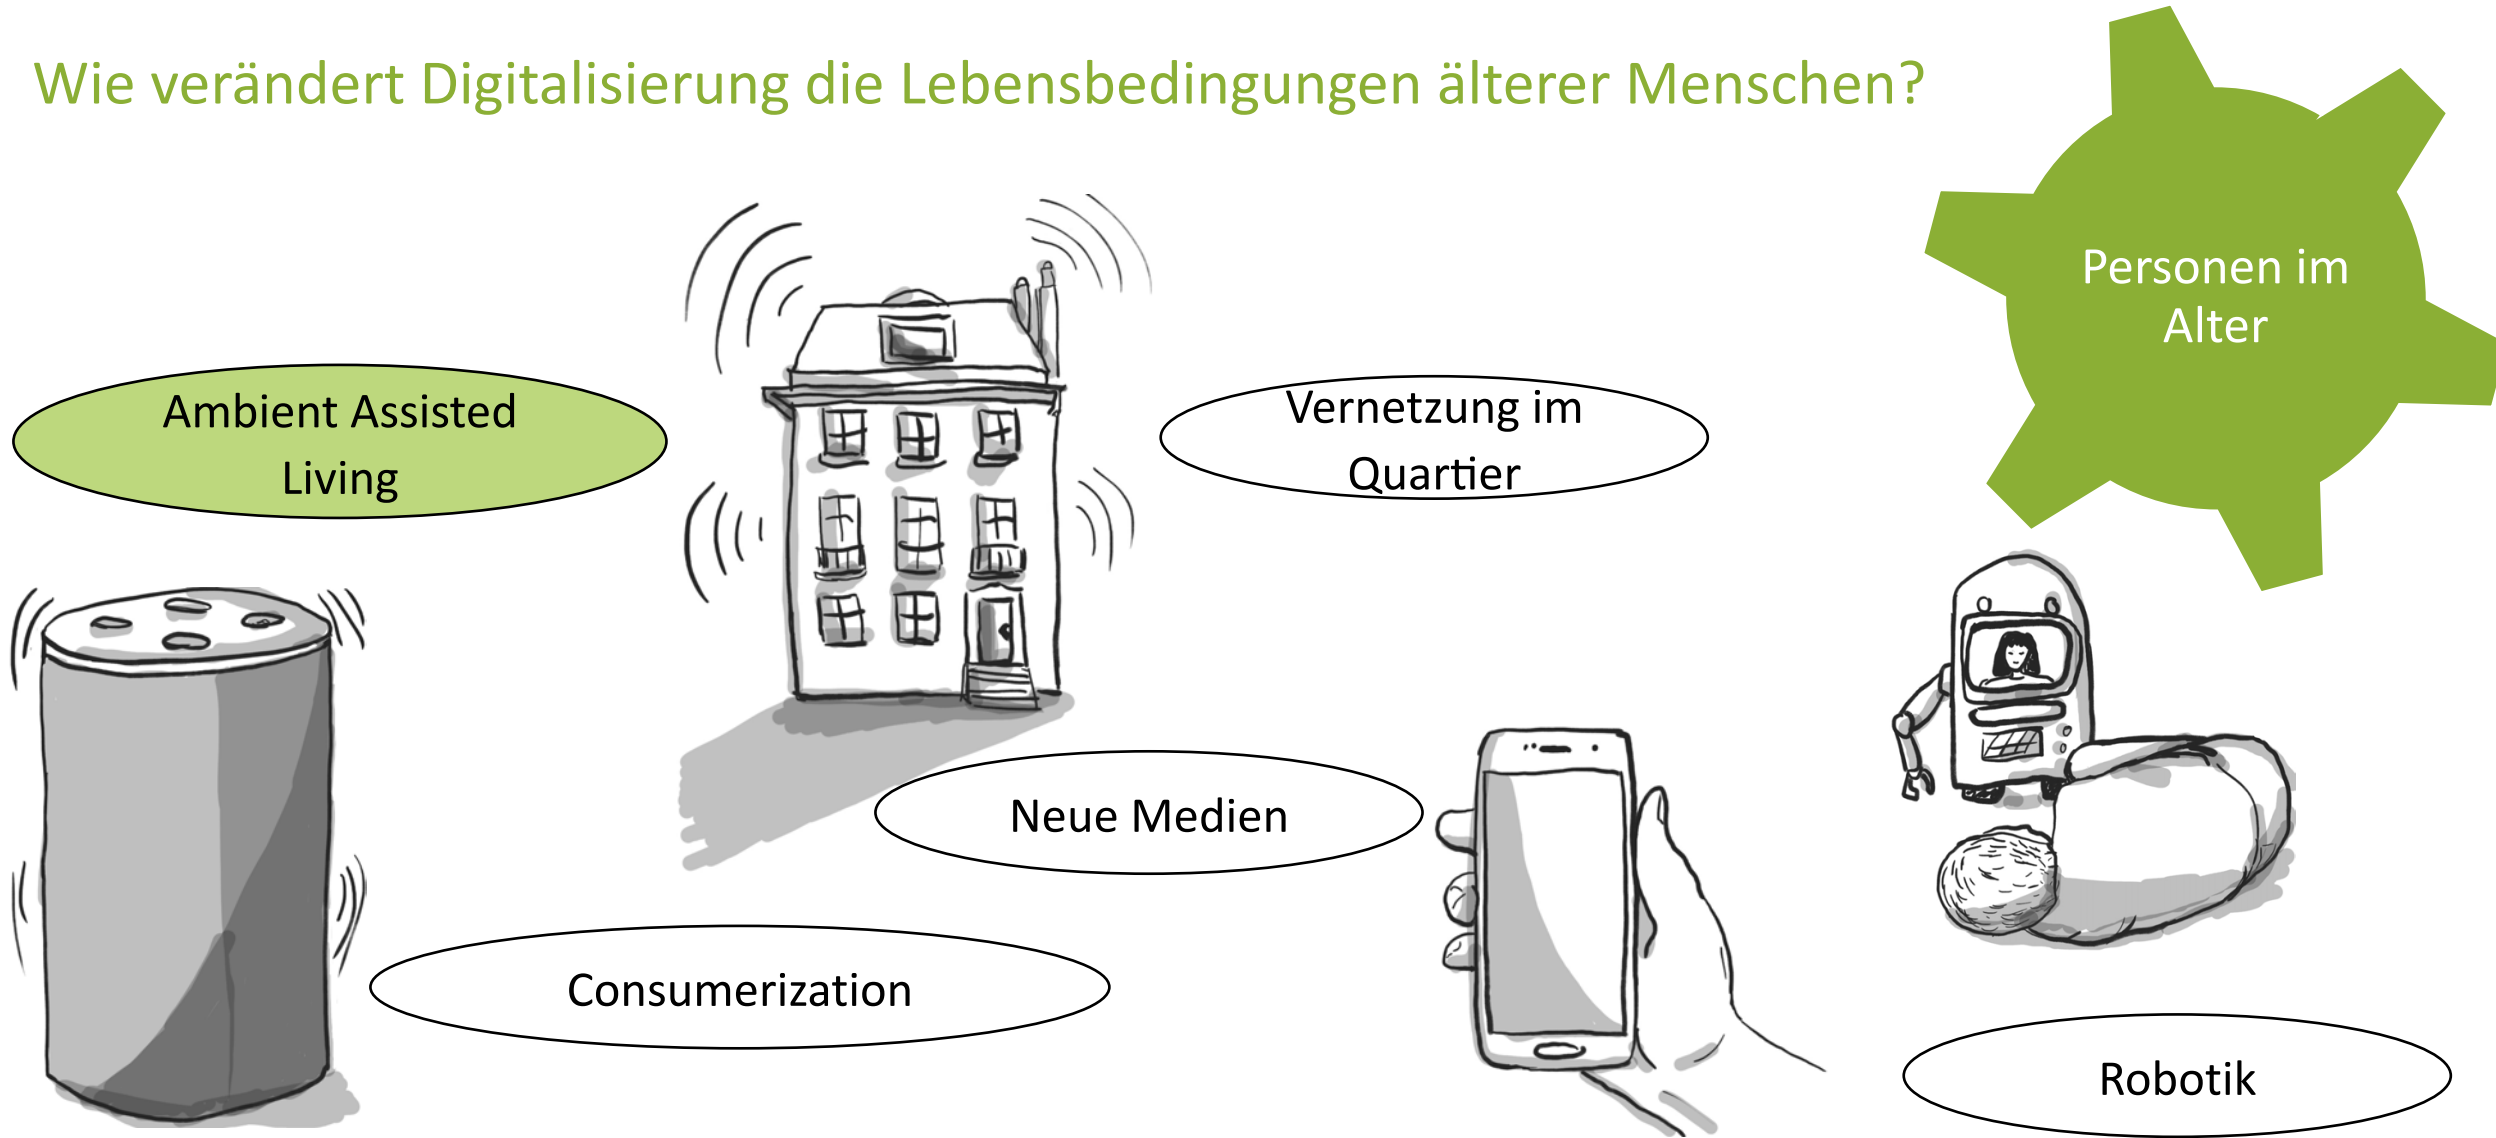 Wie verändert Digitalisierung die Lebensbedingungen älterer Menschen?
Personen im
Alter
Ambient Assisted
Living
Vernetzung im
Quartier
Neue Medien
Consumerization
Robotik